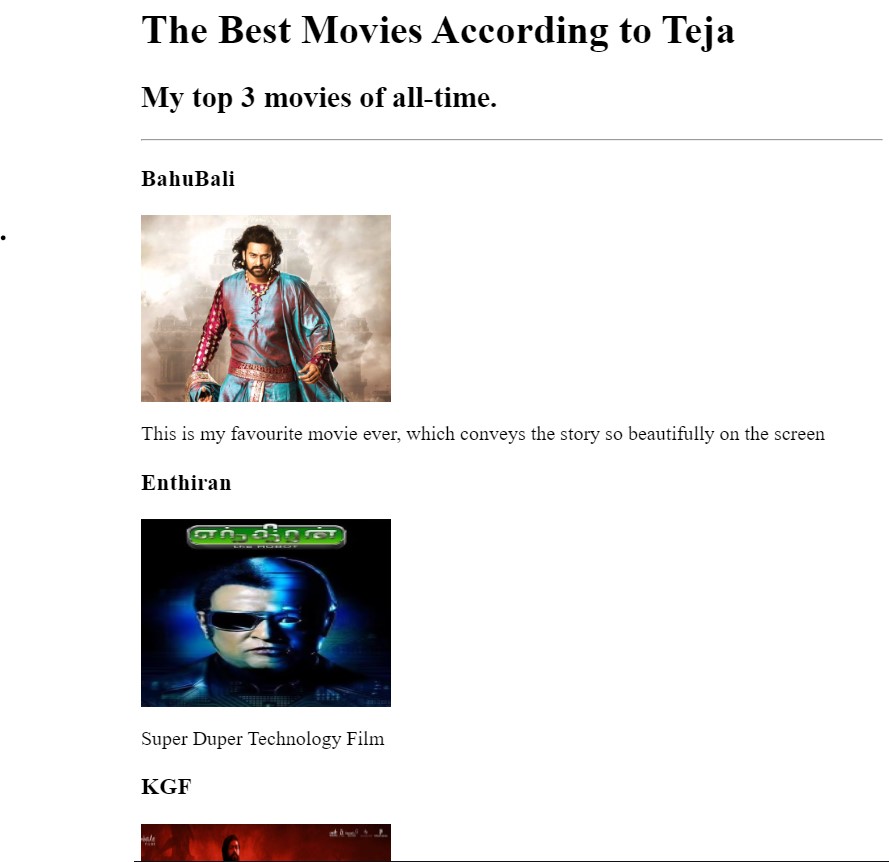 The Best Movies According to Teja
My top 3 movies of all-time.
BahuBali
This is my favourite movie ever, which conveys the story so beautifully on the screen
Enthiran
எந்திரன்
THE ROBOT
Super Duper Technology Film
KGF